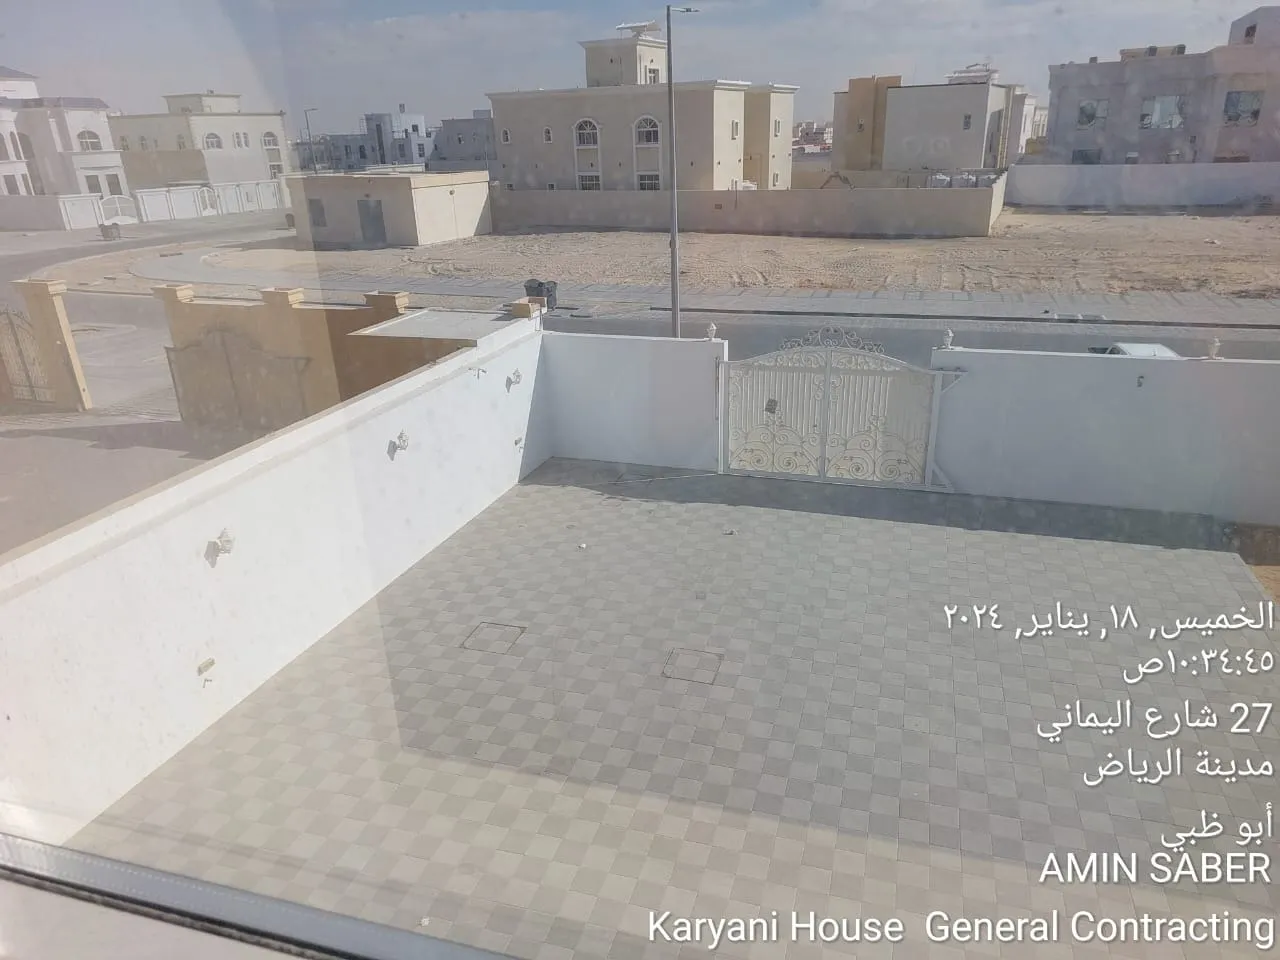 الخميس, ١٨, يناير, ٢٠٢٤
١٠:٣٤:٤٥ص
27 شارع اليماني
مدينة الرياض
أبو ظبي
AMIN SABER
Karyani House General Contracting